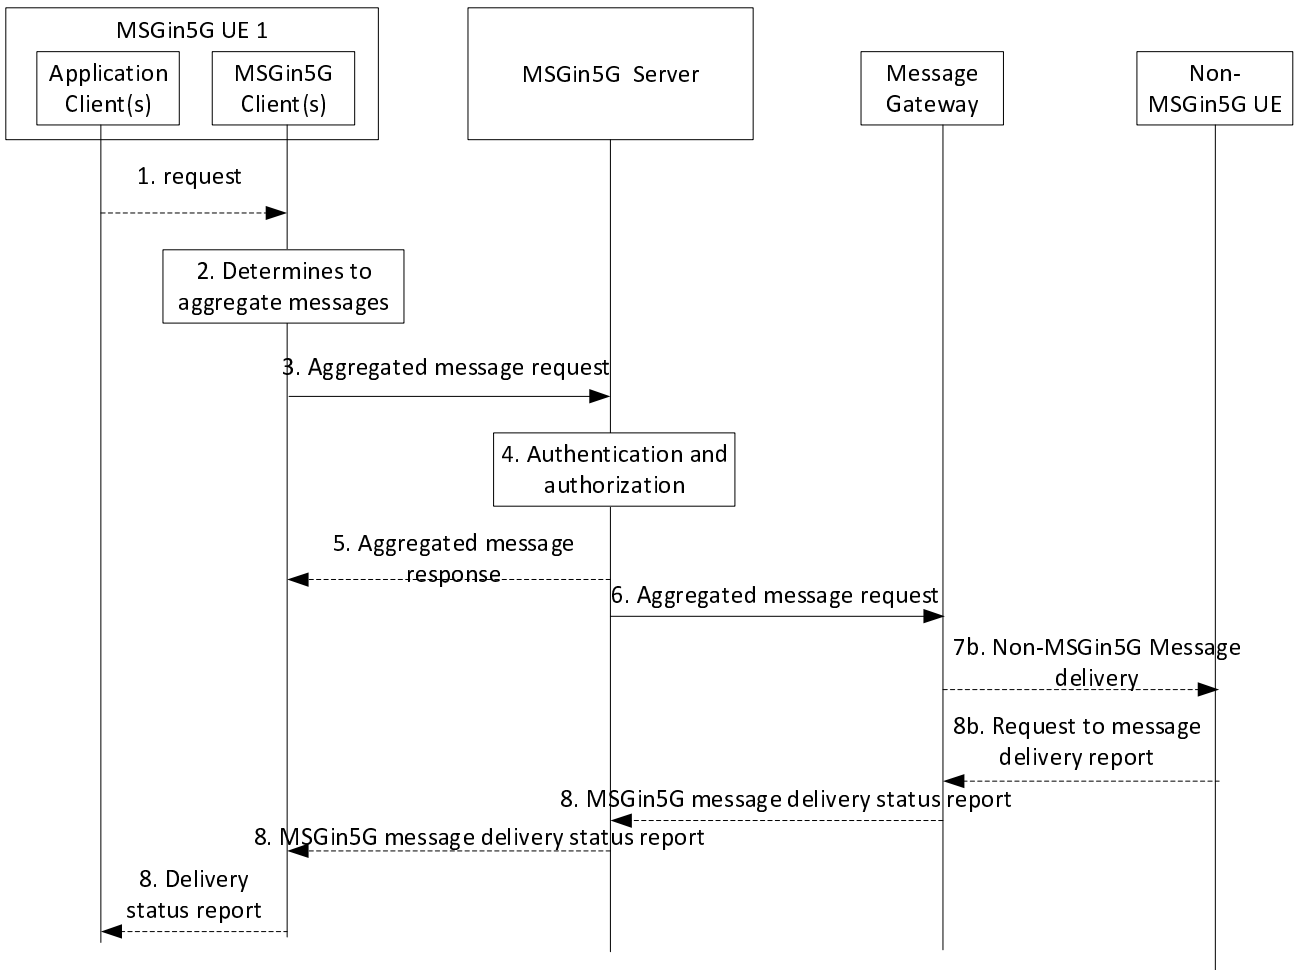 MSGin5G UE 1
Application
Client(s)
MSGin5G
Client(s)
MSGin5G  Server
Message
Gateway
Non-
MSGin5G UE
1. request
2. Determines to
aggregate messages
3. Aggregated message request
4. Authentication and
authorization
5. Aggregated message
response
6. Aggregated message request
7b. Non-MSGin5G Message
delivery
8b. Request to message
delivery report
8. MSGin5G message delivery status report
8. MSGin5G message delivery status report
8. Delivery
status report